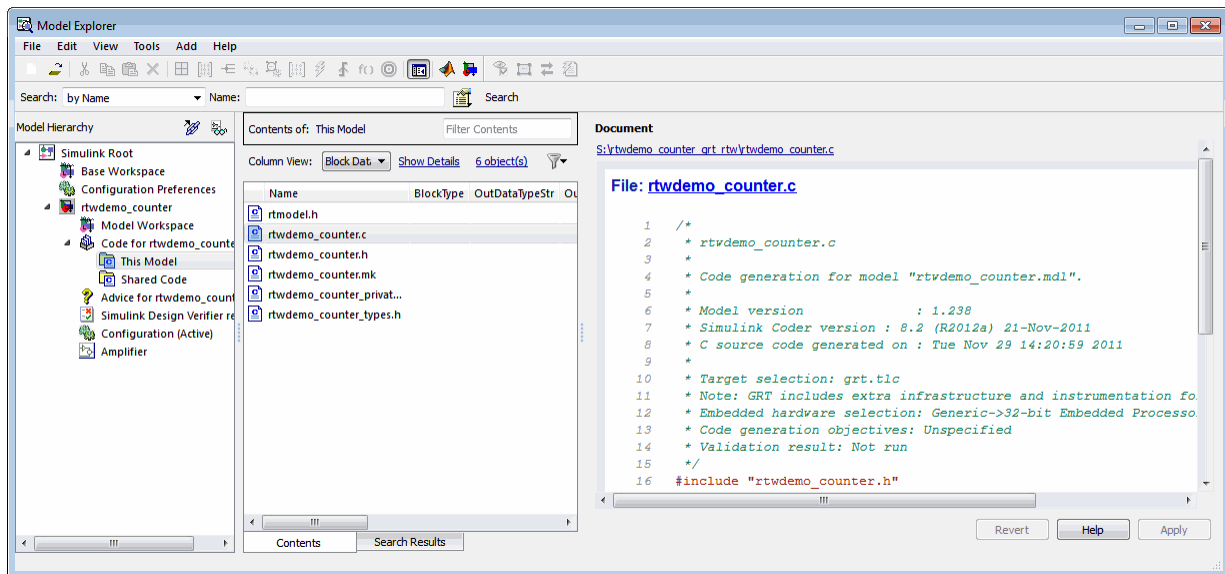 Model Explorer
File Edit View Tools Add Help
Search: by Name Name: Search
Model Hierarchy
Simulink Root
Base Workspace
Configuration Preferences
rtwdemo_counter
Model Workspace
Code for rtwdemo_counte
This Model
Shared Code
Advice for rtwdemo_count
Simulink Design Verifier re
Configuration (Active)
Amplifier
Contents of: This Model Filter Contents
Column View: Block Dat Show Details 6 object(s)
Name BlockType OutDataTypeStr Ou
rtmodel.h
rtwdemo_counter.c
rtwdemo_counter.h
rtwdemo_counter.mk
rtwdemo_counter_privat...
rtwdemo_counter_types.h
Contents Search Results
Document
S:\rtwdemo_counter_grt_rtw\rtwdemo_counter.c
File: rtwdemo_counter.c
1 /*
2 * rtwdemo_counter.c
3 *
4 * Code generation for model "rtwdemo_counter.mdl".
5 *
6 * Model version : 1.238
7 * Simulink Coder version : 8.2 (R2012a) 21-Nov-2011
8 * C source code generated on : Tue Nov 29 14:20:59 2011
9 *
10 * Target selection: grt.tlc
11 * Note: GRT includes extra infrastructure and instrumentation fo
12 * Embedded hardware selection: Generic->32-bit Embedded Processo
13 * Code generation objectives: Unspecified
14 * Validation result: Not run
15 */
16 #include "rtwdemo_counter.h"
Revert Help Apply